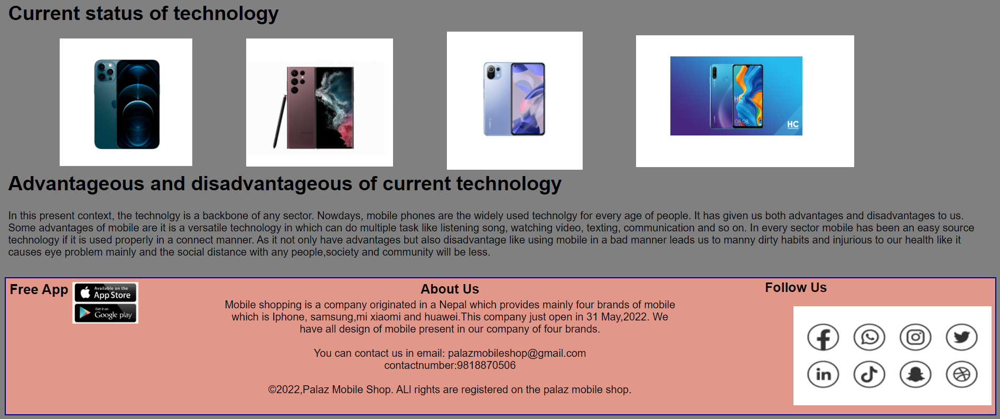 Current status of technology
HC
08:08
HC
Advantageous and disadvantageous of current technology
In this present context, the technolgy is a backbone of any sector. Nowdays, mobile phones are the widely used technolgy for every age of people. It has given us both advantages and disadvantages to us.
Some advantages of mobile are it is a versatile technology in which can do multiple task like listening song, watching video, texting, communication and so on. In every sector mobile has been an easy source
technology if it is used properly in a connect manner. As it not only have advantages but also disadvantage like using mobile in a bad manner leads us to manny dirty habits and injurious to our health like it
causes eye problem mainly and the social distance with any people,society and community will be less.
Free App
Available on the
App Store
Get it on
Google play
About Us
Mobile shopping is a company originated in a Nepal which provides mainly four brands of mobile
which is Iphone, samsung,mi xiaomi and huawei.This company just open in 31 May,2022. We
have all design of mobile present in our company of four brands.
You can contact us in email: palazmobileshop@gmail.com
contactnumber:9818870506
©2022,Palaz Mobile Shop. ALl rights are registered on the palaz mobile shop.
Follow Us
in